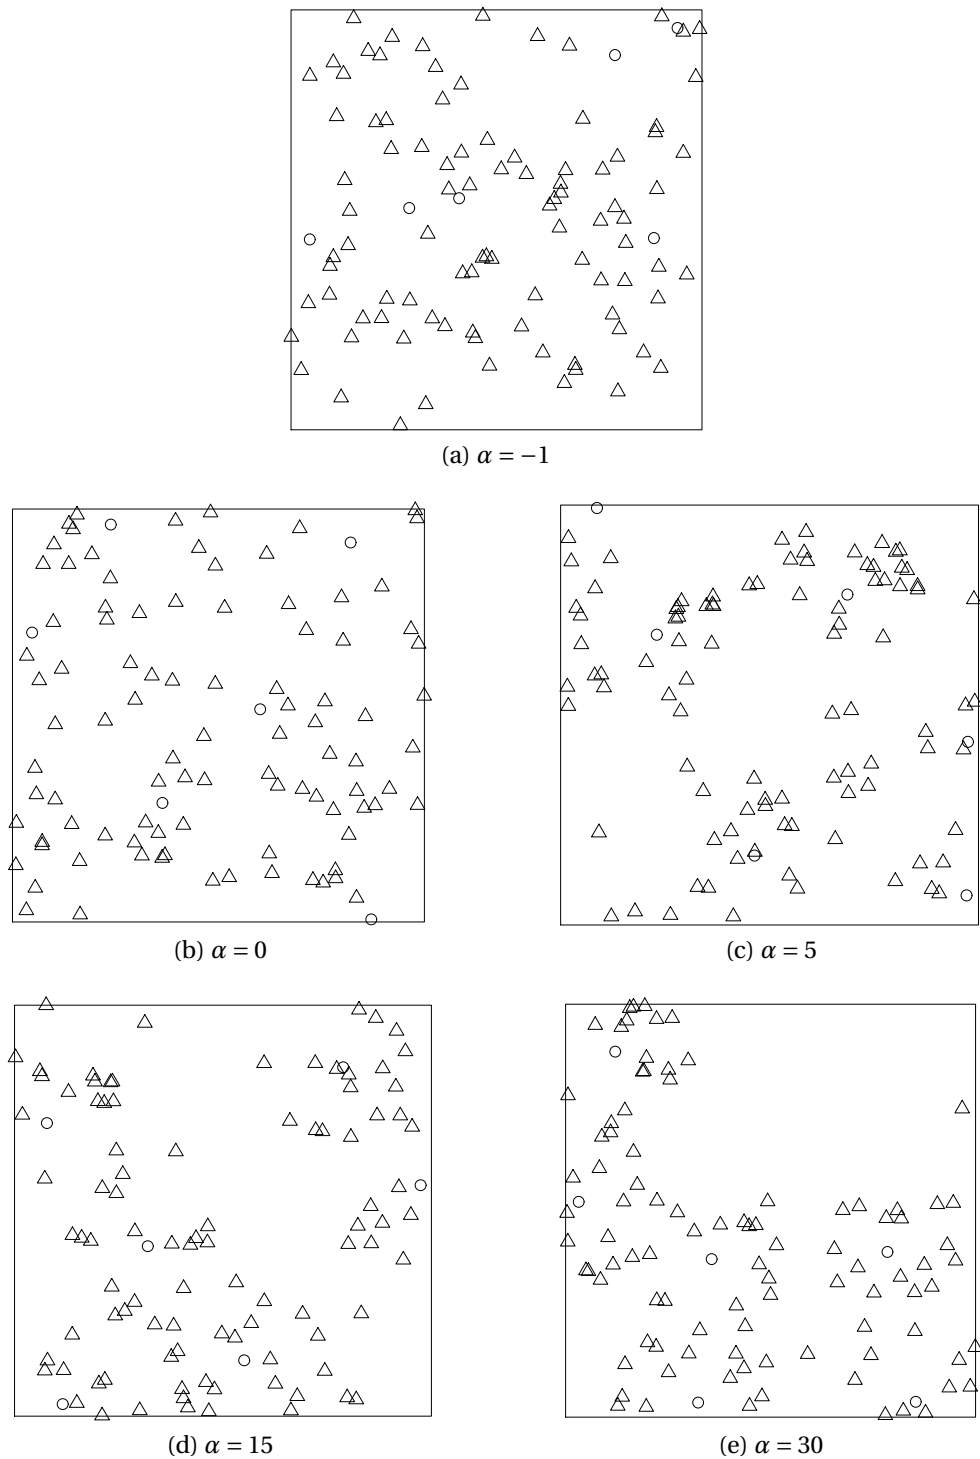 (a) α = −1
(b) α = 0
(c) α = 5
(d) α = 15
(e) α = 30